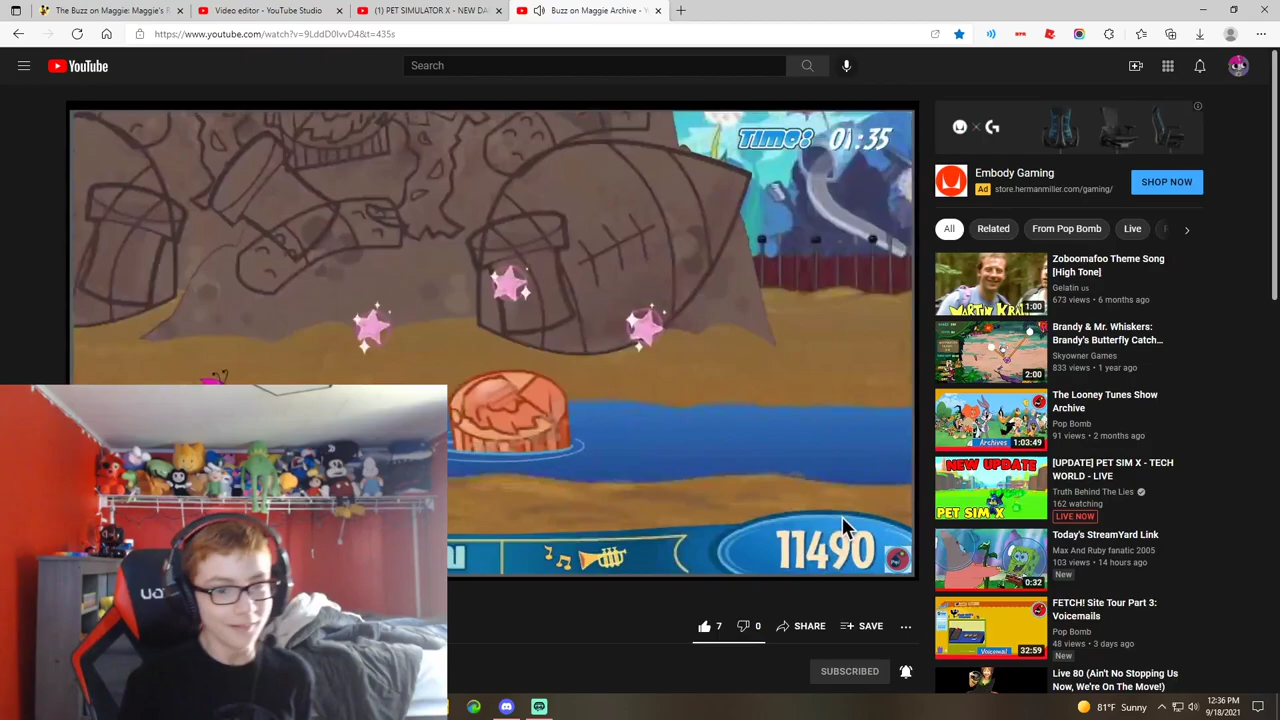 The Buzz on Maggie: Maggie's R
Video editor - YouTube Studio
(1) PET SIMULATOR X - NEW DA
Buzz on Maggie Archive - Yo
https://www.youtube.com/watch?v=9LddD0lvvD4&t=435s
YouTube
Search
TIME: 01:35
11490
7
0
SHARE
SAVE
SUBSCRIBED
Embody Gaming
Ad store.hermanmiller.com/gaming/
SHOP NOW
All
Related
From Pop Bomb
Live
MARTIN KRA
1:00
Zoboomafoo Theme Song
[High Tone]
Gelatin us
673 views • 6 months ago
2:00
Brandy & Mr. Whiskers:
Brandy's Butterfly Catch...
Skyowner Games
833 views • 1 year ago
Archives
1:03:49
The Looney Tunes Show
Archive
Pop Bomb
91 views • 2 months ago
NEW UPDATE
PET SIM X
[UPDATE] PET SIM X - TECH
WORLD - LIVE
Truth Behind The Lies
162 watching
LIVE NOW
0:32
Today's StreamYard Link
Max And Ruby fanatic 2005
103 views • 14 hours ago
New
Voicemail
32:59
FETCH! Site Tour Part 3:
Voicemails
Pop Bomb
48 views • 3 days ago
New
Live 80 (Ain't No Stopping Us
Now, We're On The Move!)
81°F Sunny
12:36 PM
9/18/2021